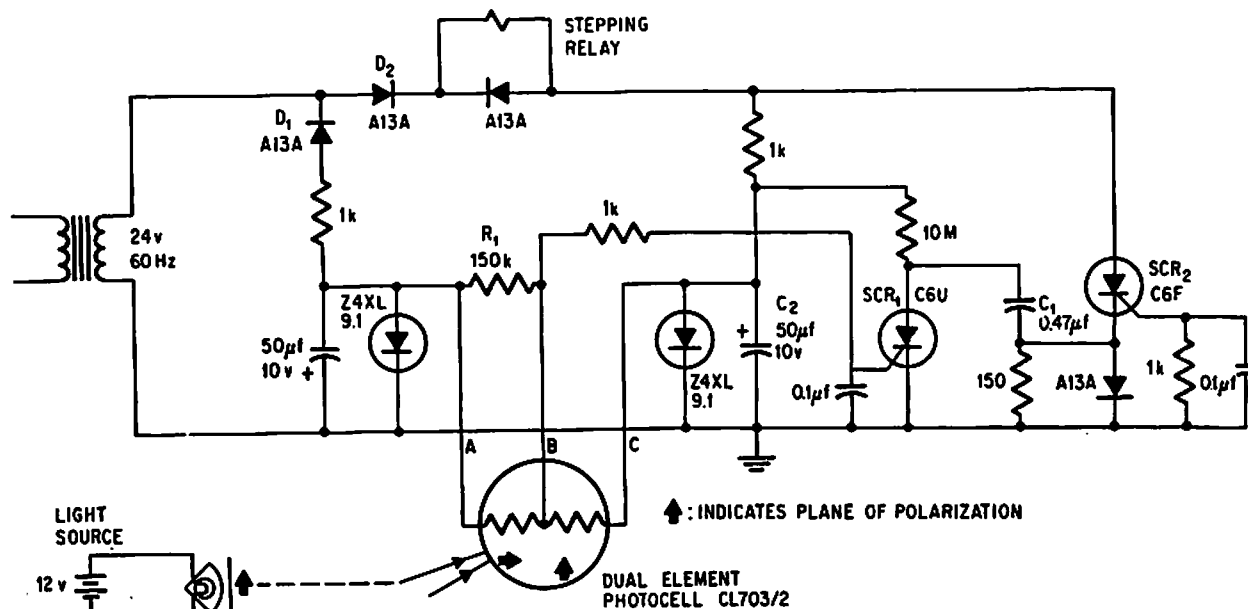 STEPPING
RELAY
D₂
D₁
A13A
A13A
A13A
1k
1k
1k
24v
60Hz
R₁
150k
10M
SCR₂
C6F
SCR₁ C6U
Z4XL
9.1
C₂
50μf
10v
C₁
0.47μf
50μf
10v +
+
Z4XL
9.1
0.1μf
150
A13A
1k
0.1μf
A
B
C
: INDICATES PLANE OF POLARIZATION
LIGHT
SOURCE
12v
DUAL ELEMENT
PHOTOCELL CL703/2